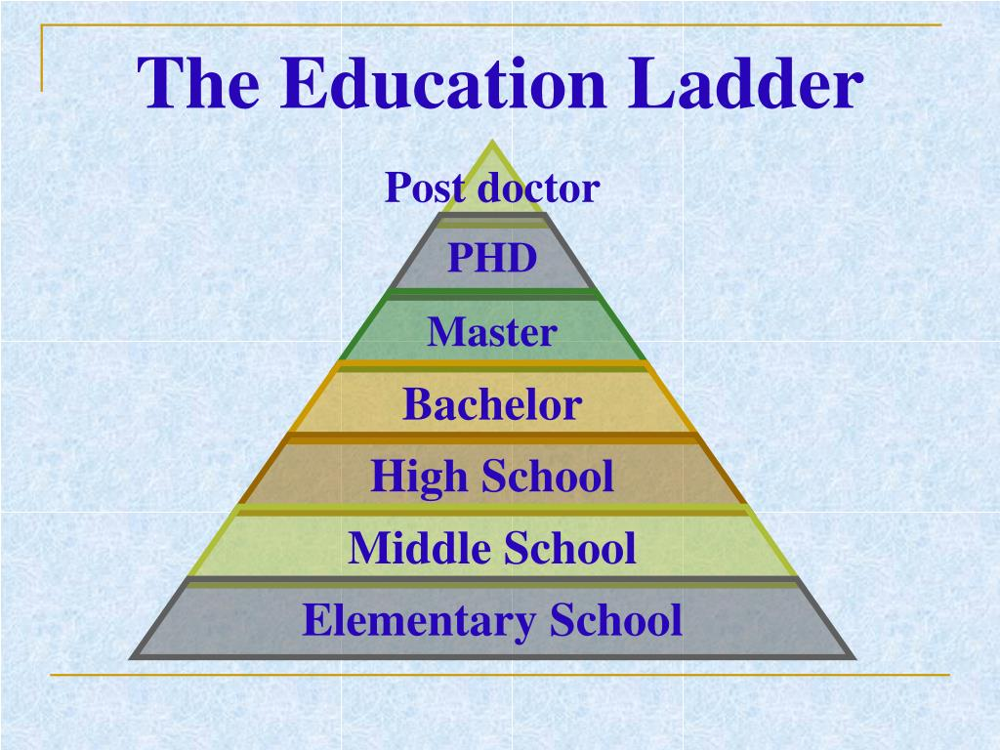 The Education Ladder
Post doctor
PHD
Master
Bachelor
High School
Middle School
Elementary School